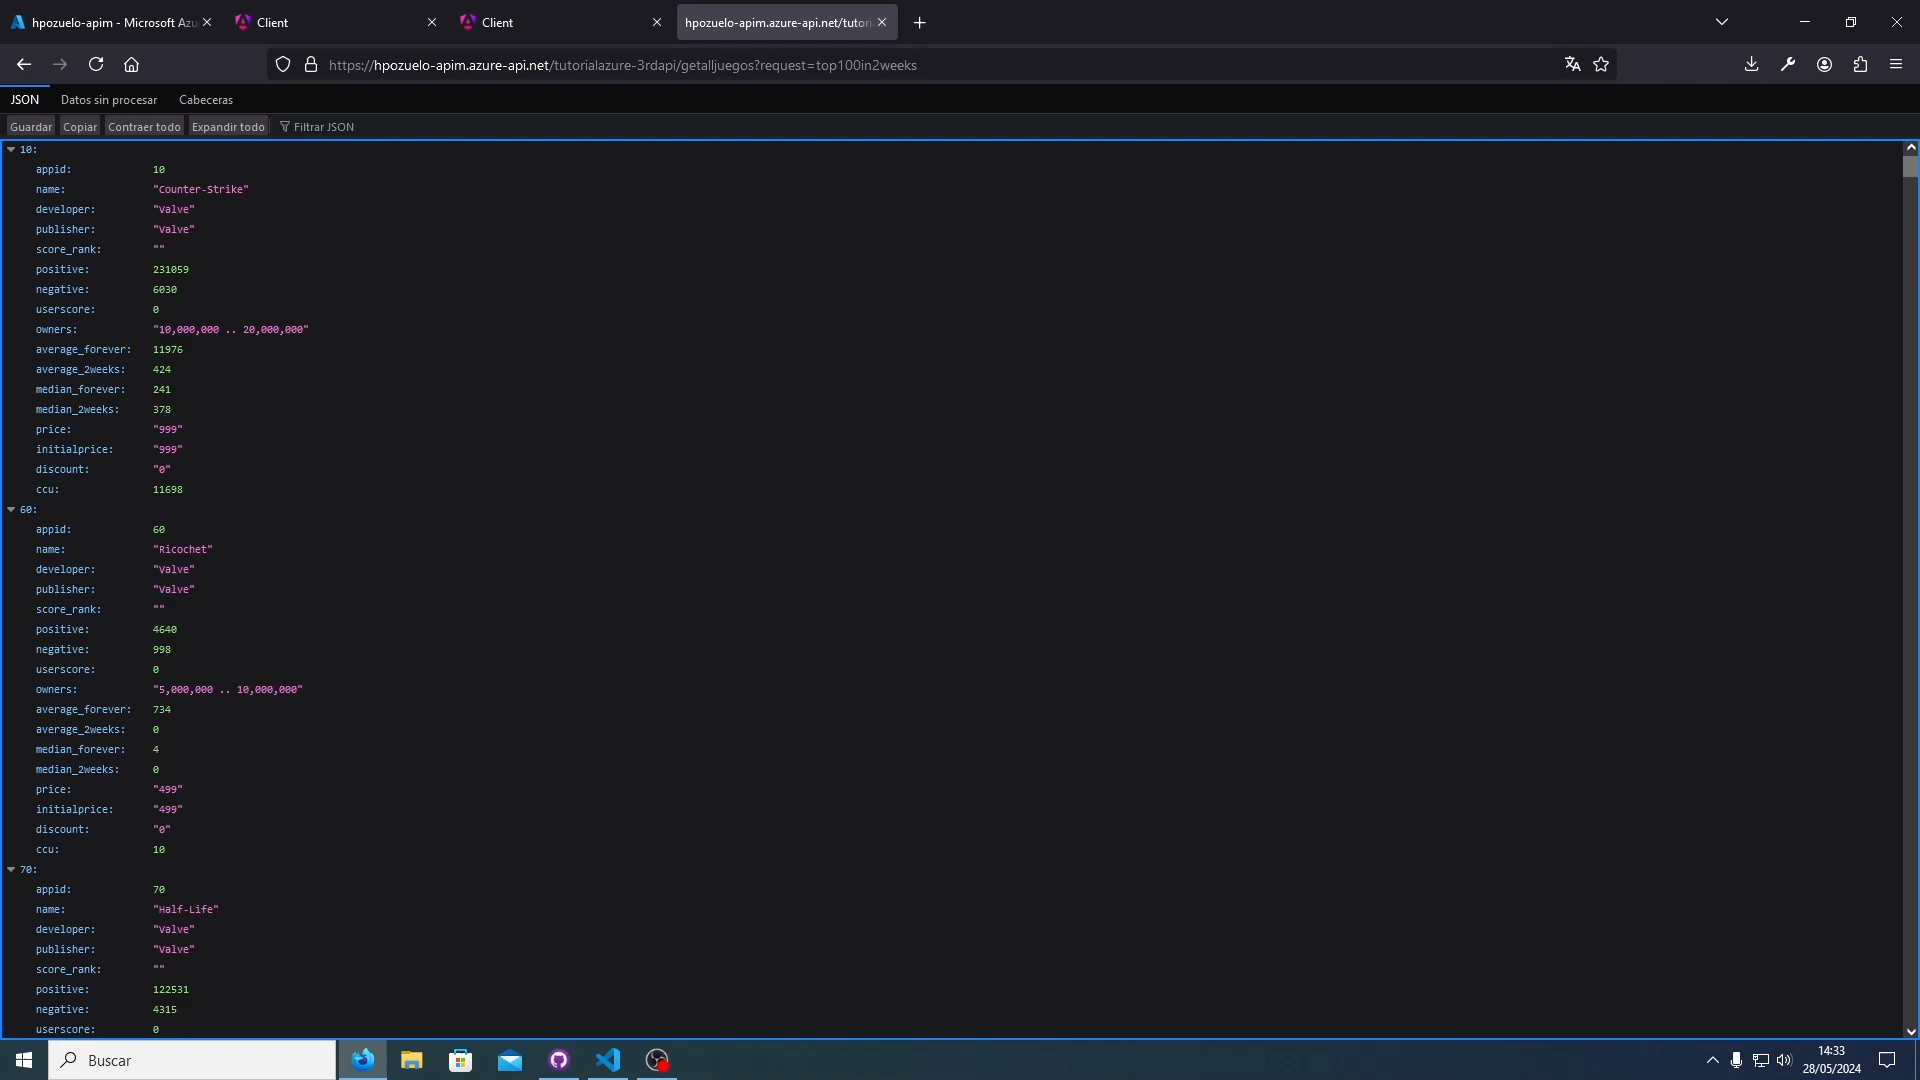 hpozuelo-apim - Microsoft Azu
Client
Client
hpozuelo-apim.azure-api.net/tutoria
https://hpozuelo-apim.azure-api.net/tutorialazure-3rdapi/getalljuegos?request=top100in2weeks
JSON
Datos sin procesar
Cabeceras
Guardar
Copiar
Contraer todo
Expandir todo
Filtrar JSON
10:
appid: 10
name: "Counter-Strike"
developer: "Valve"
publisher: "Valve"
score_rank: ""
positive: 231059
negative: 6030
userscore: 0
owners: "10,000,000 .. 20,000,000"
average_forever: 11976
average_2weeks: 424
median_forever: 241
median_2weeks: 378
price: "999"
initialprice: "999"
discount: "0"
ccu: 11698
60:
appid: 60
name: "Ricochet"
developer: "Valve"
publisher: "Valve"
score_rank: ""
positive: 4640
negative: 998
userscore: 0
owners: "5,000,000 .. 10,000,000"
average_forever: 734
average_2weeks: 0
median_forever: 4
median_2weeks: 0
price: "499"
initialprice: "499"
discount: "0"
ccu: 10
70:
appid: 70
name: "Half-Life"
developer: "Valve"
publisher: "Valve"
score_rank: ""
positive: 122531
negative: 4315
userscore: 0
Buscar
14:33
28/05/2024